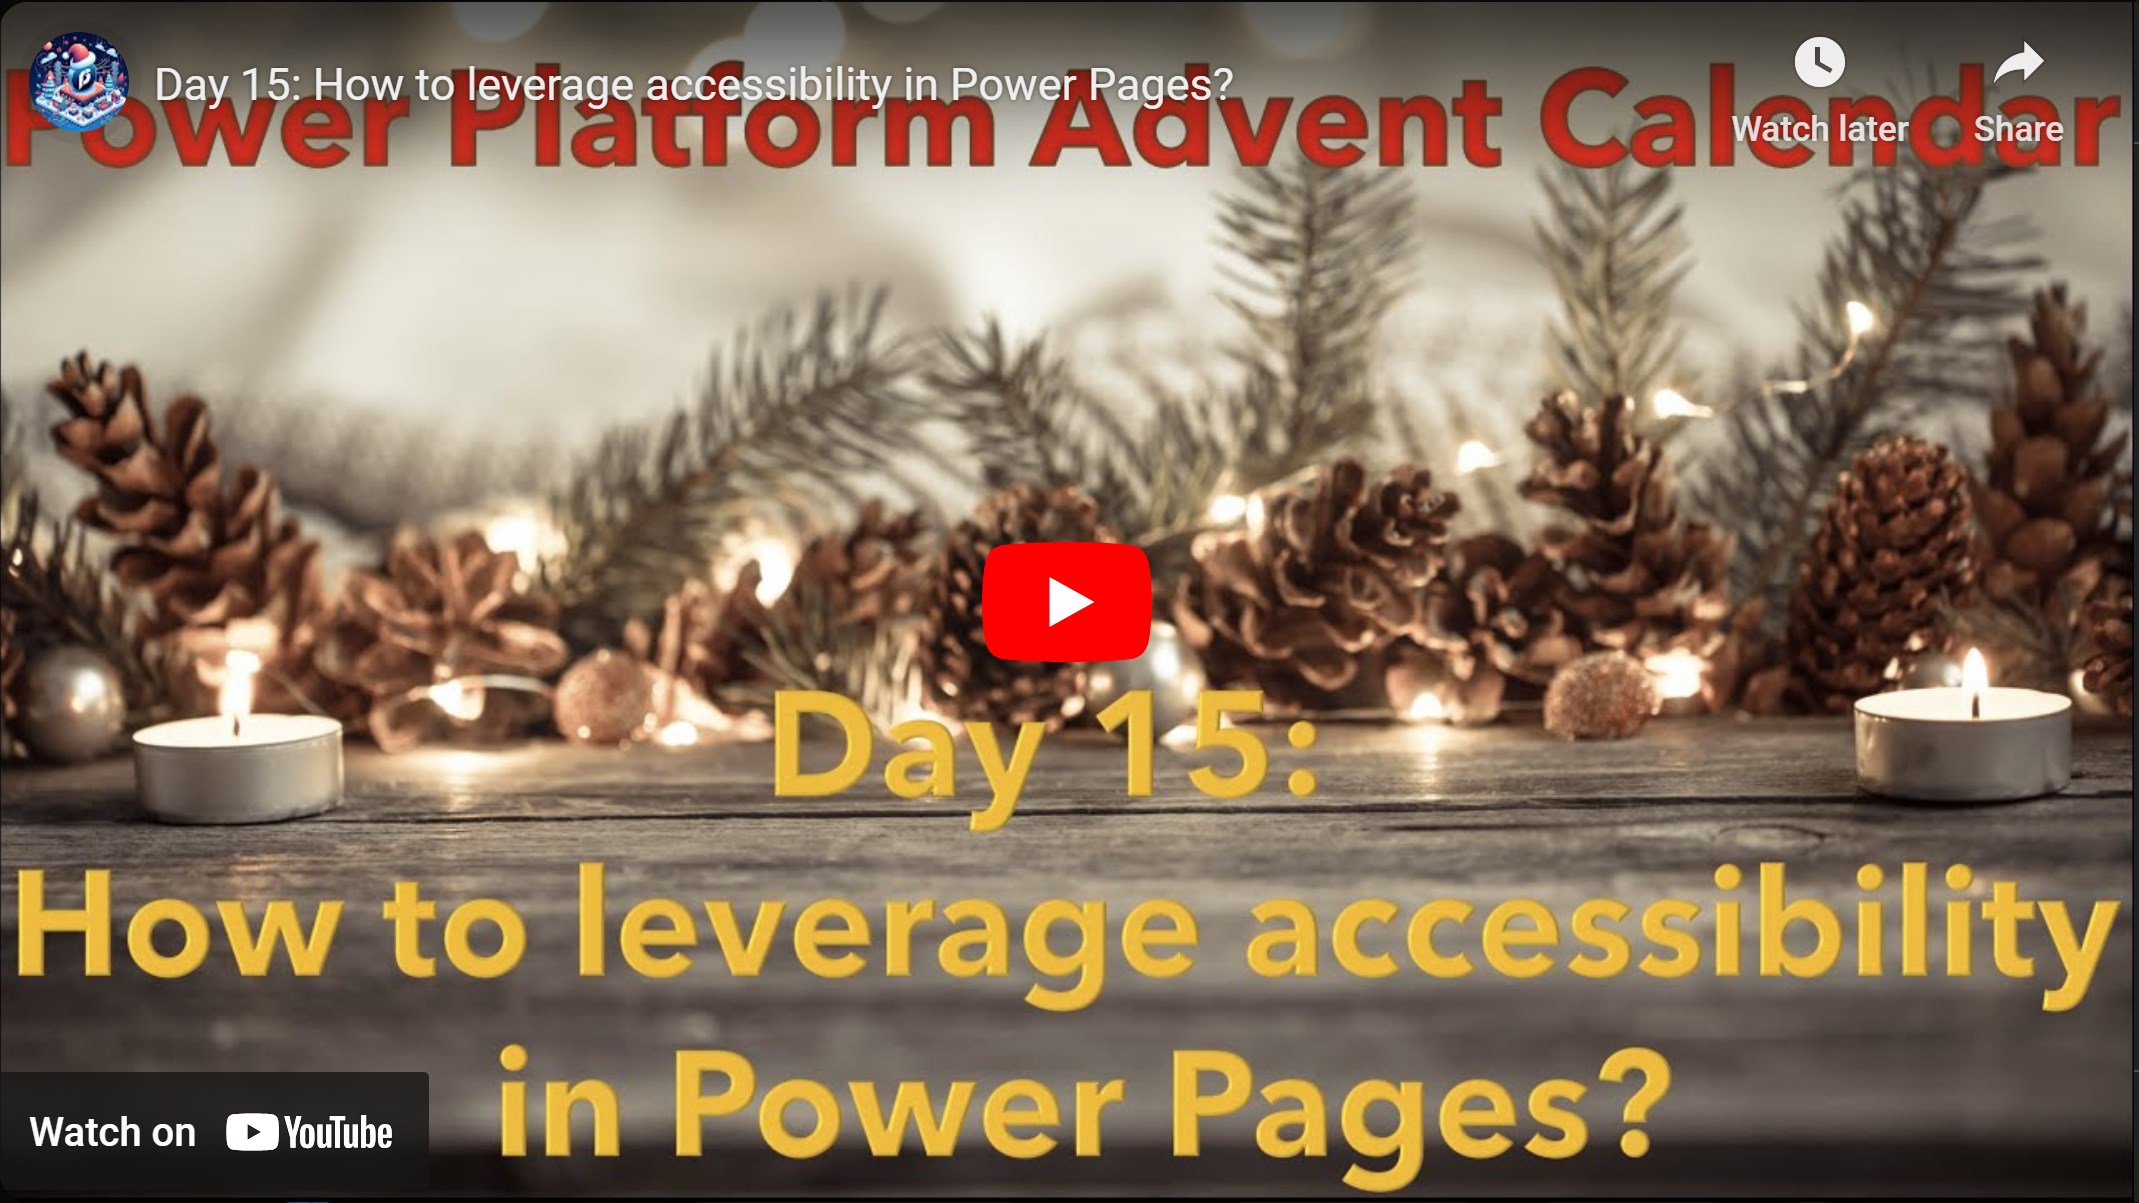 Day 15: How to leverage accessibility in Power Pages?
Watch later
Share
Power Platform Advent Calendar
Day 15:
How to leverage accessibility
in Power Pages?
Watch on YouTube